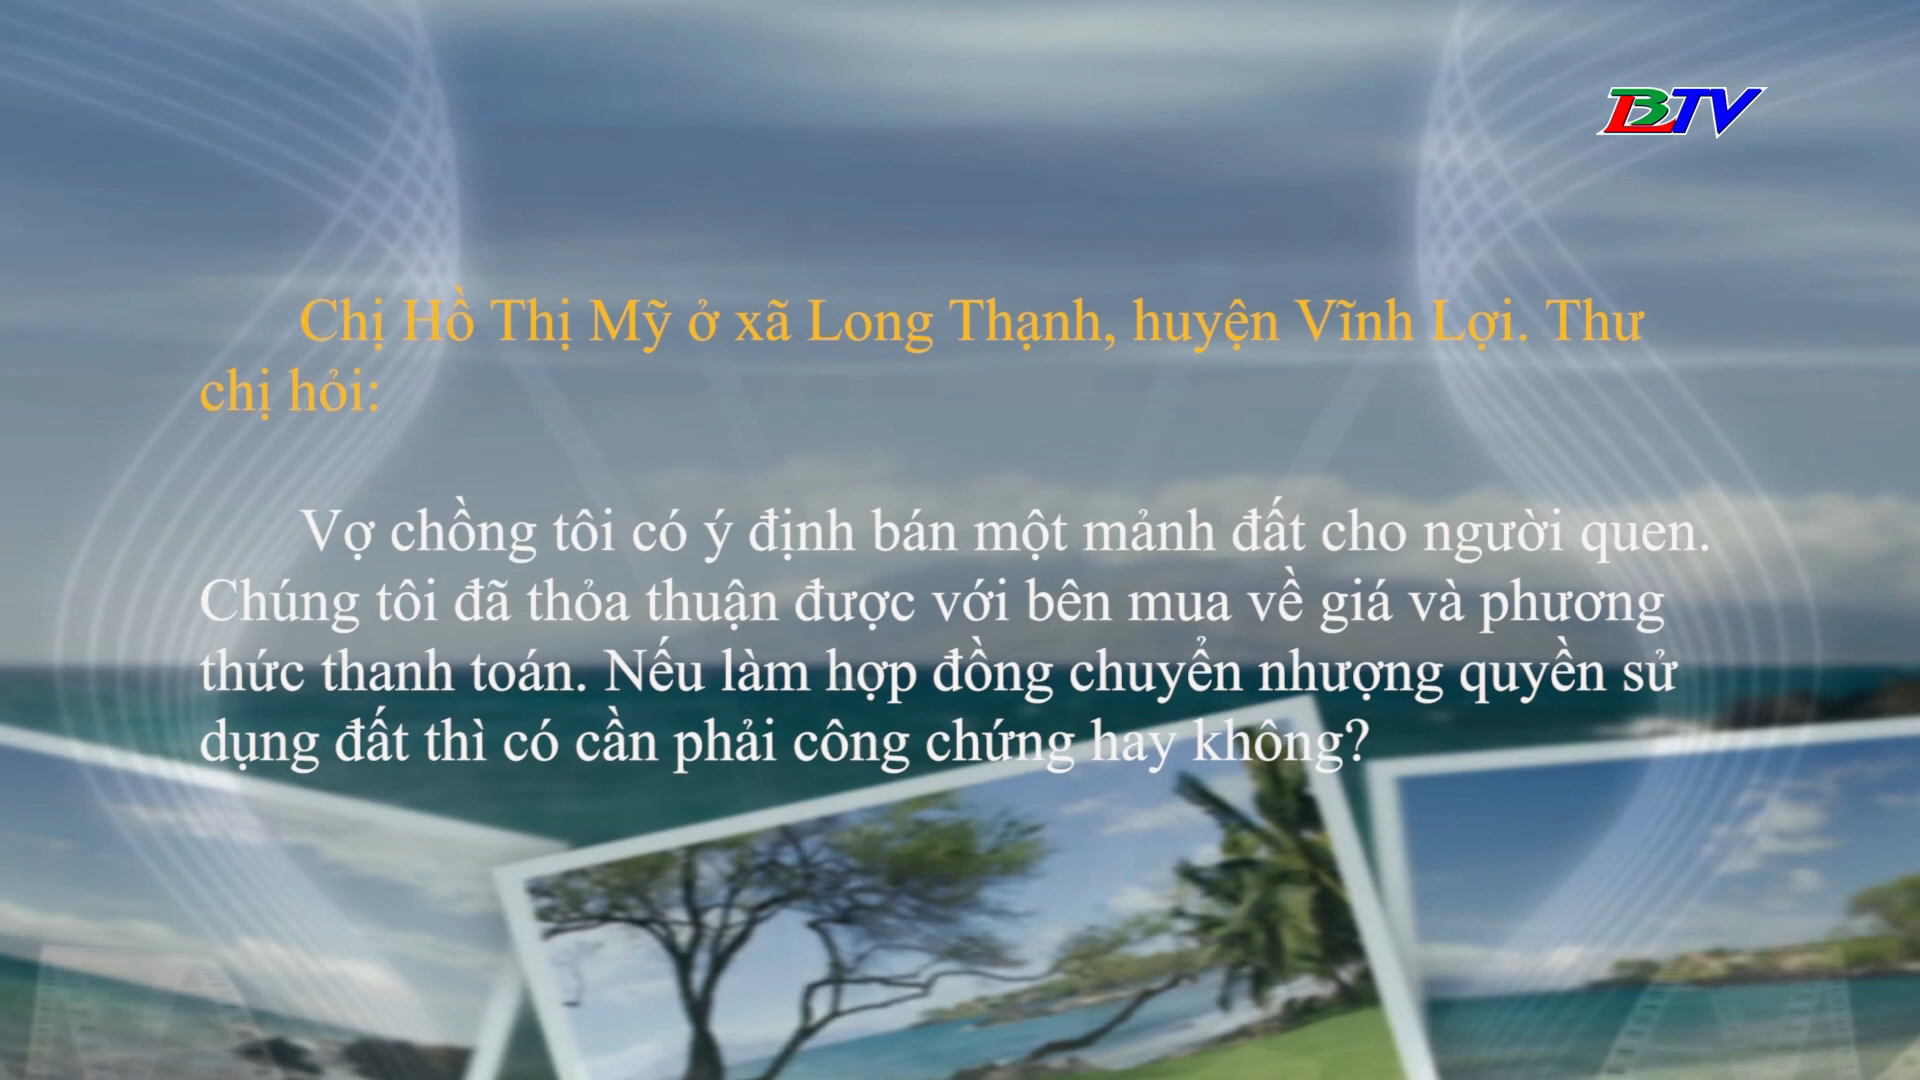 BTV
Chị Hồ Thị Mỹ ở xã Long Thạnh, huyện Vĩnh Lợi. Thư
chị hỏi:
Vợ chồng tôi có ý định bán một mảnh đất cho người quen.
Chúng tôi đã thỏa thuận được với bên mua về giá và phương
thức thanh toán. Nếu làm hợp đồng chuyển nhượng quyền sử
dụng đất thì có cần phải công chứng hay không?